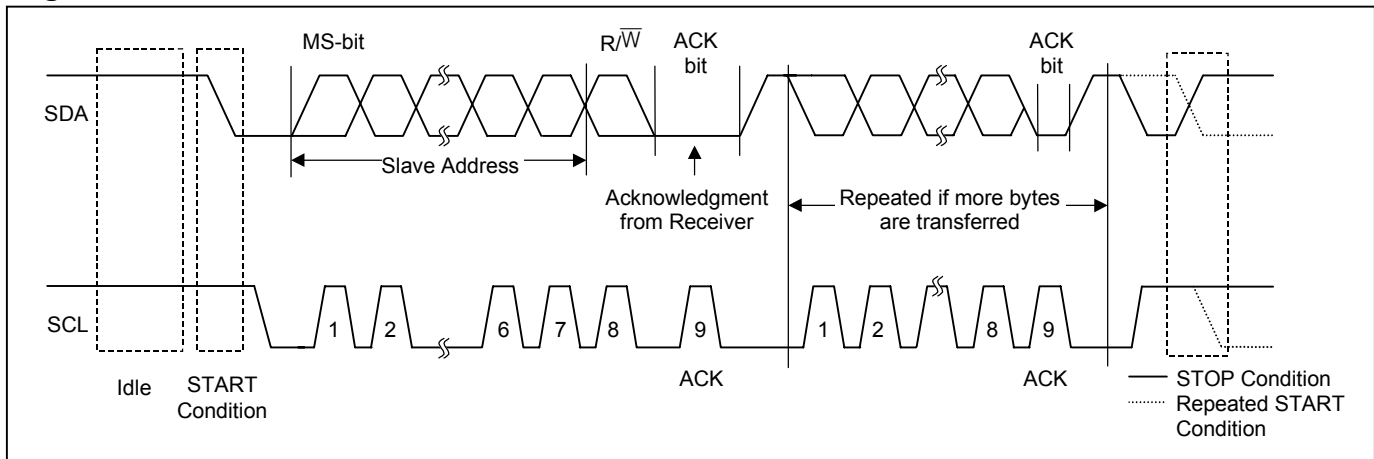 MS-bit
R/W̅
ACK
bit
ACK
bit
SDA
Slave Address
Acknowledgment
from Receiver
Repeated if more bytes
are transferred
SCL
1
2
6
7
8
9
1
2
8
9
ACK
ACK
Idle
START
Condition
STOP Condition
Repeated START
Condition